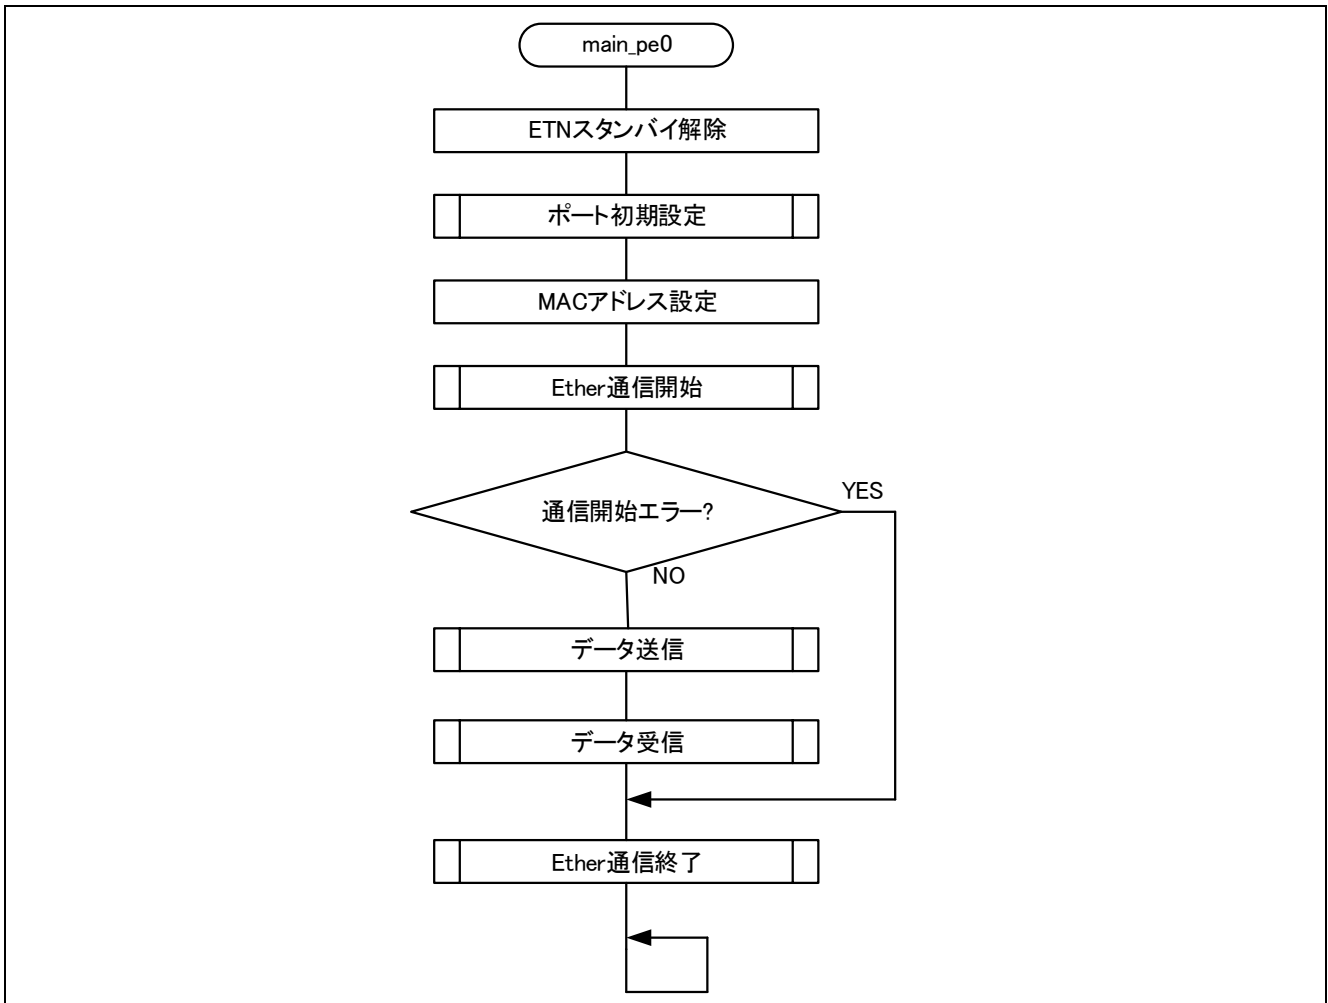 main_pe0
ETNスタンバイ解除
ポート初期設定
MACアドレス設定
Ether通信開始
通信開始エラー?
YES
NO
データ送信
データ受信
Ether通信終了